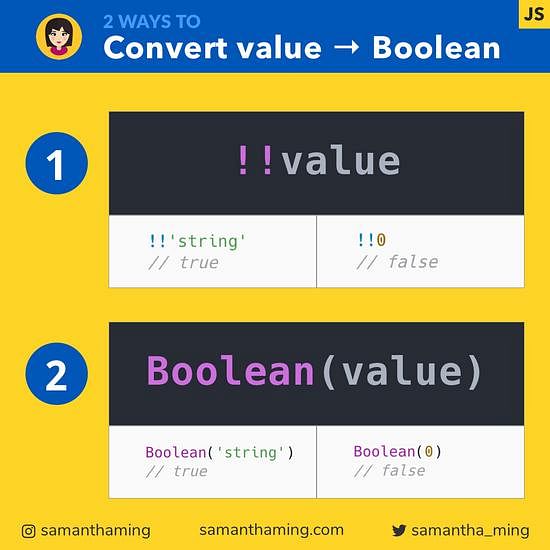 2 WAYS TO
Convert value → Boolean
JS
1
!!value
!!'string'
// true
!!0
// false
2
Boolean(value)
Boolean('string')
// true
Boolean(0)
// false
samanthaming
samanthaming.com
samantha_ming